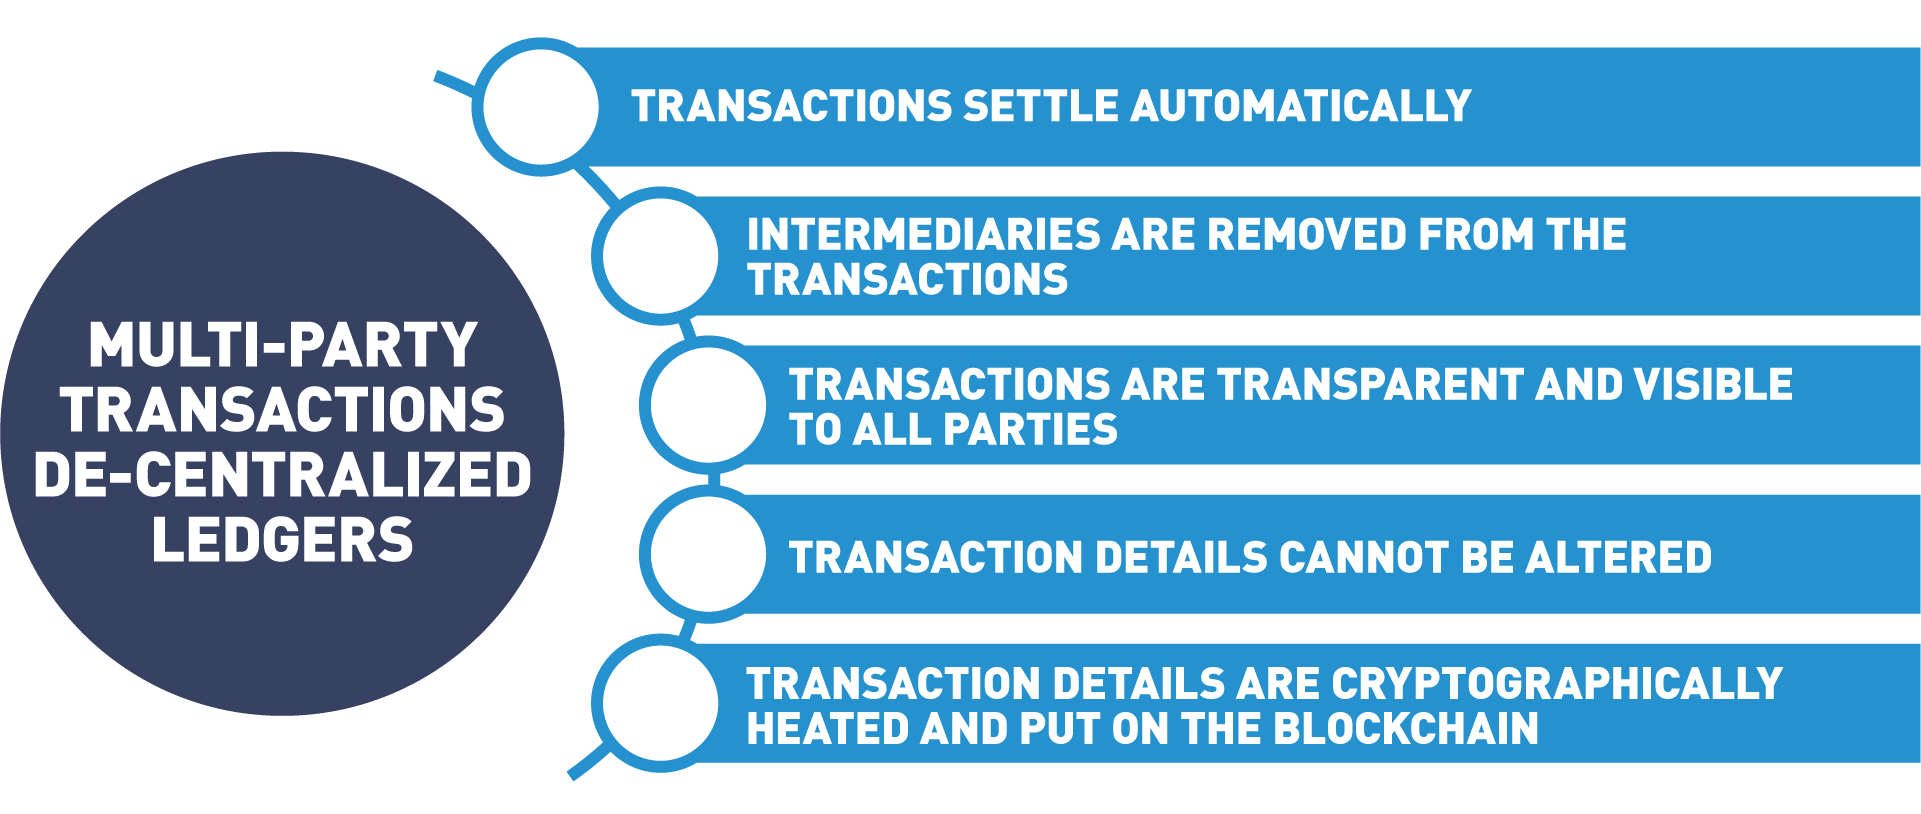 MULTI-PARTY
TRANSACTIONS
DE-CENTRALIZED
LEDGERS
TRANSACTIONS SETTLE AUTOMATICALLY
INTERMEDIARIES ARE REMOVED FROM THE
TRANSACTIONS
TRANSACTIONS ARE TRANSPARENT AND VISIBLE
TO ALL PARTIES
TRANSACTION DETAILS CANNOT BE ALTERED
TRANSACTION DETAILS ARE CRYPTOGRAPHICALLY
HEATED AND PUT ON THE BLOCKCHAIN